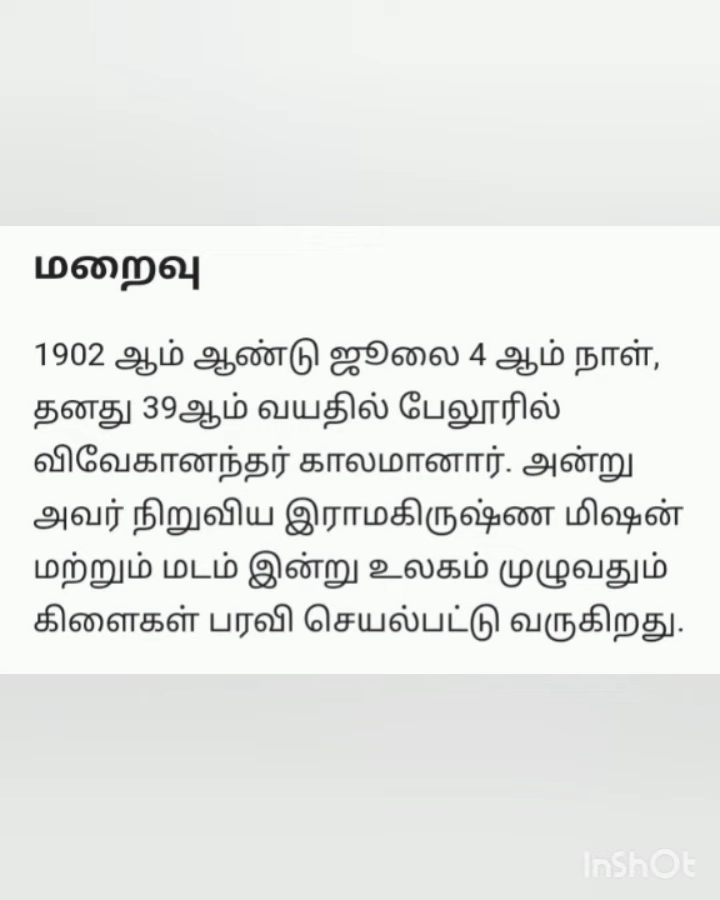 மறைவு
1902 ஆம் ஆண்டு ஜூலை 4 ஆம் நாள்,
தனது 39ஆம் வயதில் பேலூரில்
விவேகானந்தர் காலமானார். அன்று
அவர் நிறுவிய இராமகிருஷ்ண மிஷன்
மற்றும் மடம் இன்று உலகம் முழுவதும்
கிளைகள் பரவி செயல்பட்டு வருகிறது.
InShOt